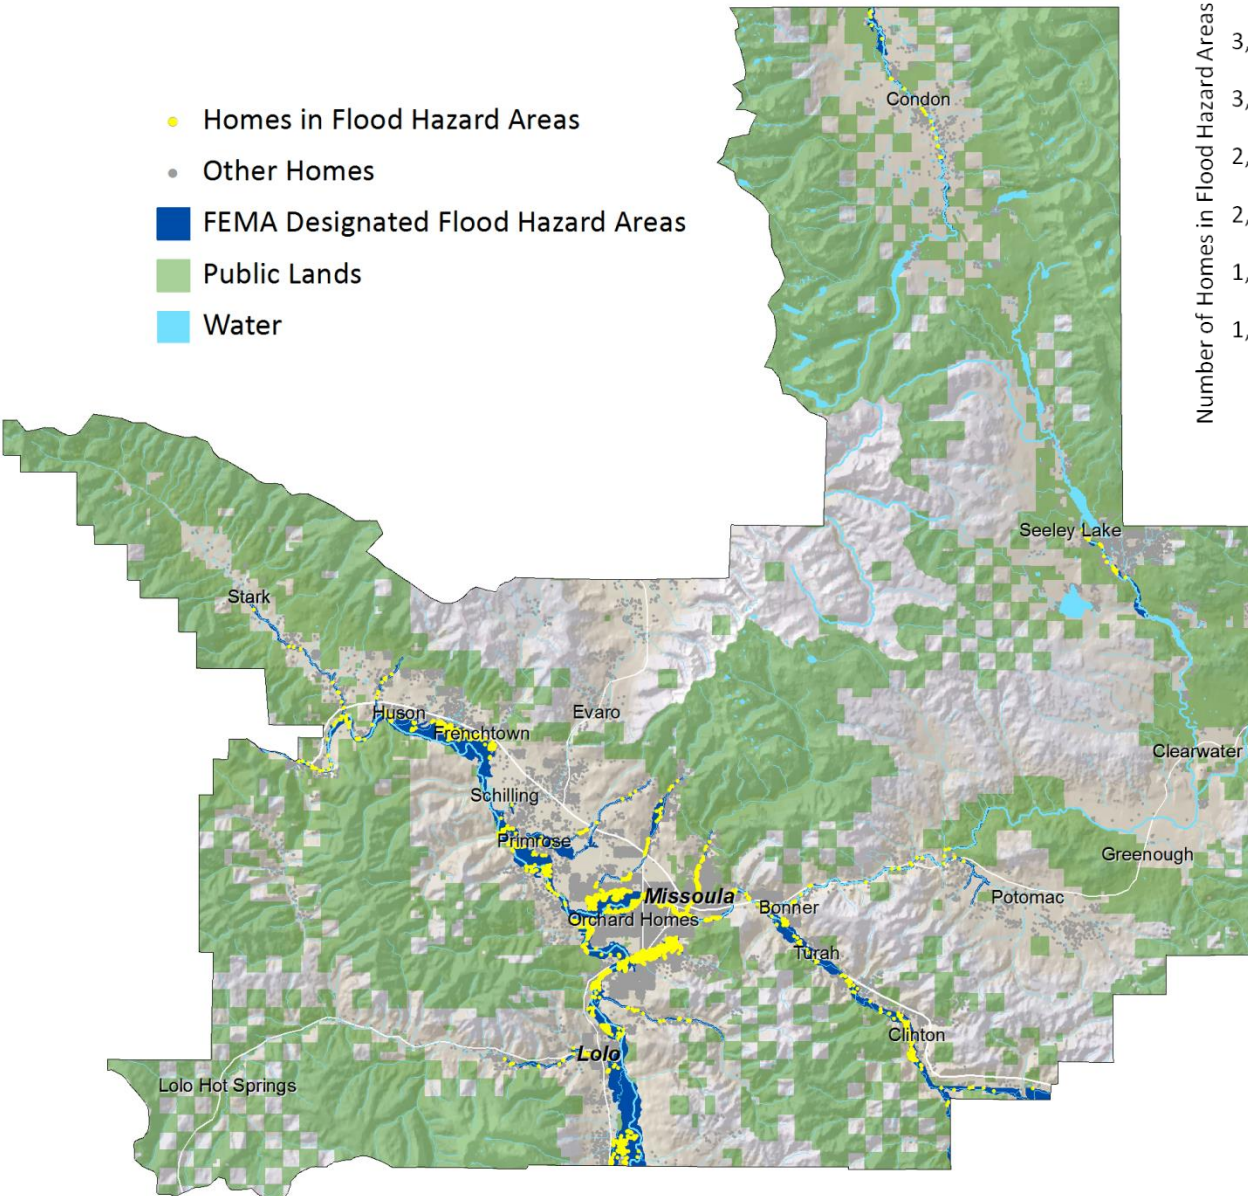 Homes in Flood Hazard Areas
Other Homes
FEMA Designated Flood Hazard Areas
Public Lands
Water
Number of Homes in Flood Hazard Areas
3,
3,
2,
2,
1,
1,
Condon
Seeley Lake
Stark
Huson
Frenchtown
Evaro
Clearwater
Schilling
Primrose
Greenough
Missoula
Potomac
Bonner
Orchard Homes
Turah
Clinton
Lolo
Lolo Hot Springs